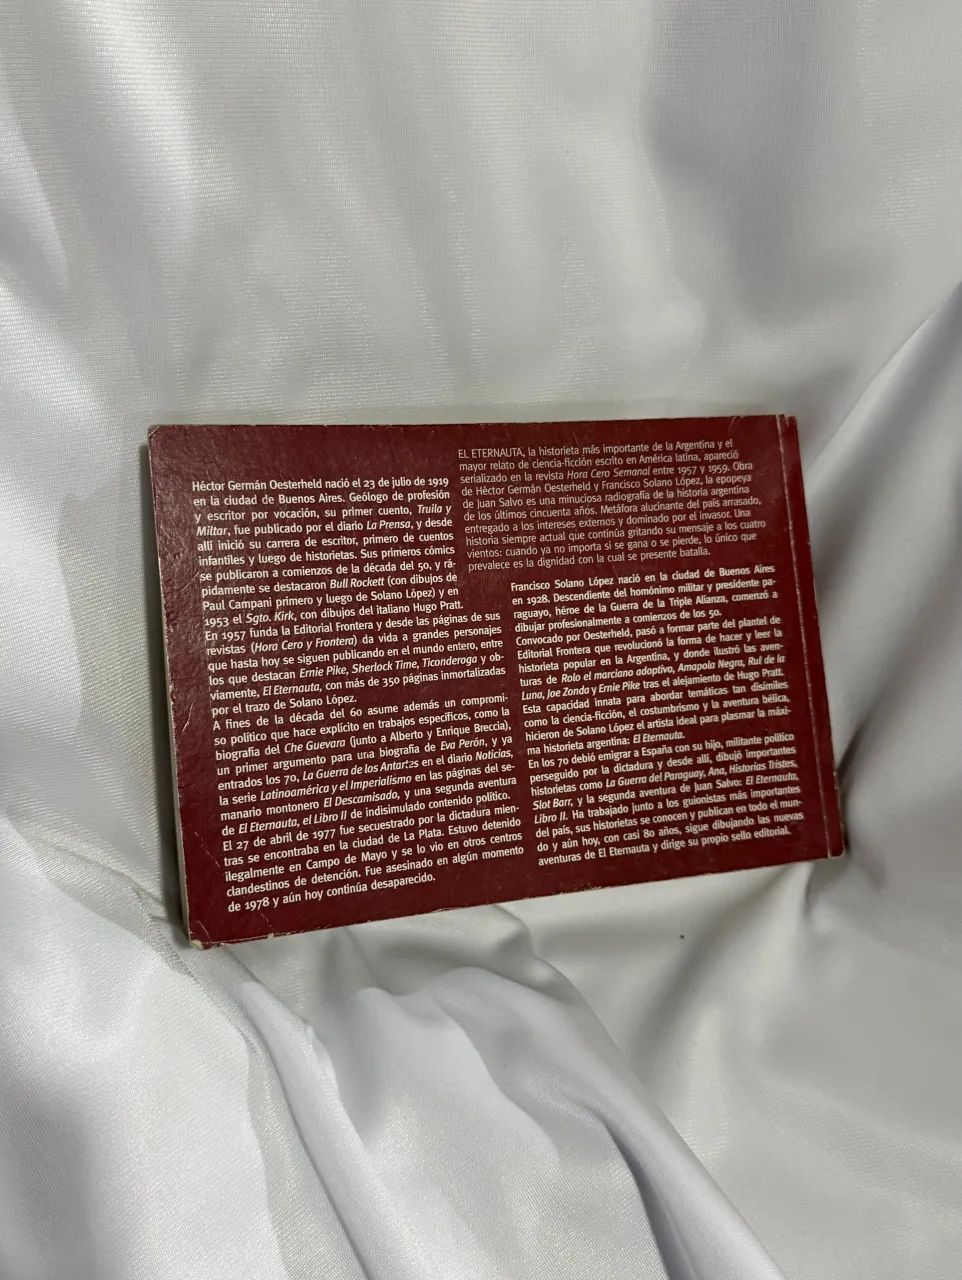 Héctor Germán Oesterheld nació el 23 de julio de 1919
en la ciudad de Buenos Aires. Geólogo de profesión
y escritor por vocación, su primer cuento, Truila y
Miltar, fue publicado por el diario La Prensa, y desde
allí inició su carrera de escritor, primero de cuentos
infantiles y luego de historietas. Sus primeros cómics
se publicaron a comienzos de la década del 50, y rá-
pidamente se destacaron Bull Rockett (con dibujos de
Paul Campani primero y luego de Solano López) y en
1953 el Sgto. Kirk, con dibujos del italiano Hugo Pratt.
En 1957 funda la Editorial Frontera y desde las páginas de sus
revistas (Hora Cero y Frontera) da vida a grandes personajes
que hasta hoy se siguen publicando en el mundo entero, entre
los que destacan Ernie Pike, Sherlock Time, Ticonderoga y ob-
viamente, El Eternauta, con más de 350 páginas inmortalizadas
por el trazo de Solano López.
A fines de la década del 60 asume además un compromi-
so político que hace explícito en trabajos específicos, como la
biografía del Che Guevara (junto a Alberto y Enrique Breccia),
un primer argumento para una biografía de Eva Perón, y ya
entrados los 70, La Guerra de los Antartes en el diario Noticias,
la serie Latinoamérica y el Imperialismo en las páginas del se-
manario montonero El Descamisado, y una segunda aventura
de El Eternauta, el Libro II de indisimulado contenido político.
El 27 de abril de 1977 fue secuestrado por la dictadura mien-
tras se encontraba en la ciudad de La Plata. Estuvo detenido
ilegalmente en Campo de Mayo y se lo vio en otros centros
clandestinos de detención. Fue asesinado en algún momento
de 1978 y aún hoy continúa desaparecido.
EL ETERNAUTA, la historieta más importante de la Argentina y el
mayor relato de ciencia-ficción escrito en América latina, apareció
serializado en la revista Hora Cero Semanal entre 1957 y 1959. Obra
de Héctor Germán Oesterheld y Francisco Solano López, la epopeya
de Juan Salvo es una minuciosa radiografía de la historia argentina
de los últimos cincuenta años. Metáfora alucinante del país arrasado,
entregado a los intereses externos y dominado por el invasor. Una
historia siempre actual que continúa gritando su mensaje a los cuatro
vientos: cuando ya no importa si se gana o se pierde, lo único que
prevalece es la dignidad con la cual se presente batalla.
Francisco Solano López nació en la ciudad de Buenos Aires
en 1928. Descendiente del homónimo militar y presidente pa-
raguayo, héroe de la Guerra de la Triple Alianza, comenzó a
dibujar profesionalmente a comienzos de los 50.
Convocado por Oesterheld, pasó a formar parte del plantel de
Editorial Frontera que revolucionó la forma de hacer y leer la
historieta popular en la Argentina, y donde ilustró las aven-
turas de Rolo el marciano adoptivo, Amapola Negra, Rul de la
Luna, Joe Zonda y Ernie Pike tras el alejamiento de Hugo Pratt.
Esta capacidad innata para abordar temáticas tan disímiles
como la ciencia-ficción, el costumbrismo y la aventura bélica,
hicieron de Solano López el artista ideal para plasmar la máxi-
ma historieta argentina: El Eternauta.
En los 70 debió emigrar a España con su hijo, militante político
perseguido por la dictadura y desde allí, dibujó importantes
historietas como La Guerra del Paraguay, Ana, Historias Tristes,
Slot Barr, y la segunda aventura de Juan Salvo: El Eternauta,
Libro II. Ha trabajado junto a los guionistas más importantes
del país, sus historietas se conocen y publican en todo el mun-
do y aún hoy, con casi 80 años, sigue dibujando las nuevas
aventuras de El Eternauta y dirige su propio sello editorial.